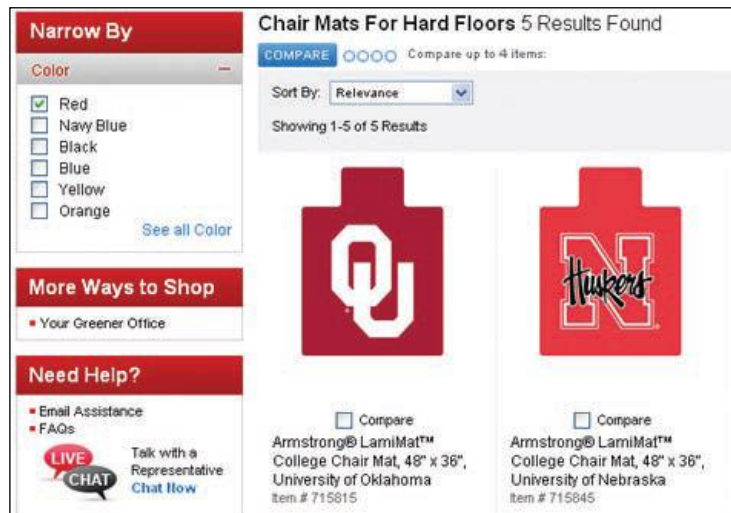 Narrow By
Color
Red
Navy Blue
Black
Blue
Yellow
Orange
See all Color
More Ways to Shop
Your Greener Office
Need Help?
Email Assistance
FAQs
LIVE
CHAT
Talk with a
Representative
Chat Now
Chair Mats For Hard Floors 5 Results Found
COMPARE Compare up to 4 items:
Sort By: Relevance
Showing 1-5 of 5 Results
OU
N
Huskers
Compare
Armstrong® LamiMat™
College Chair Mat, 48" x 36",
University of Oklahoma
Item # 715815
Compare
Armstrong® LamiMat™
College Chair Mat, 48" x 36",
University of Nebraska
Item # 715845